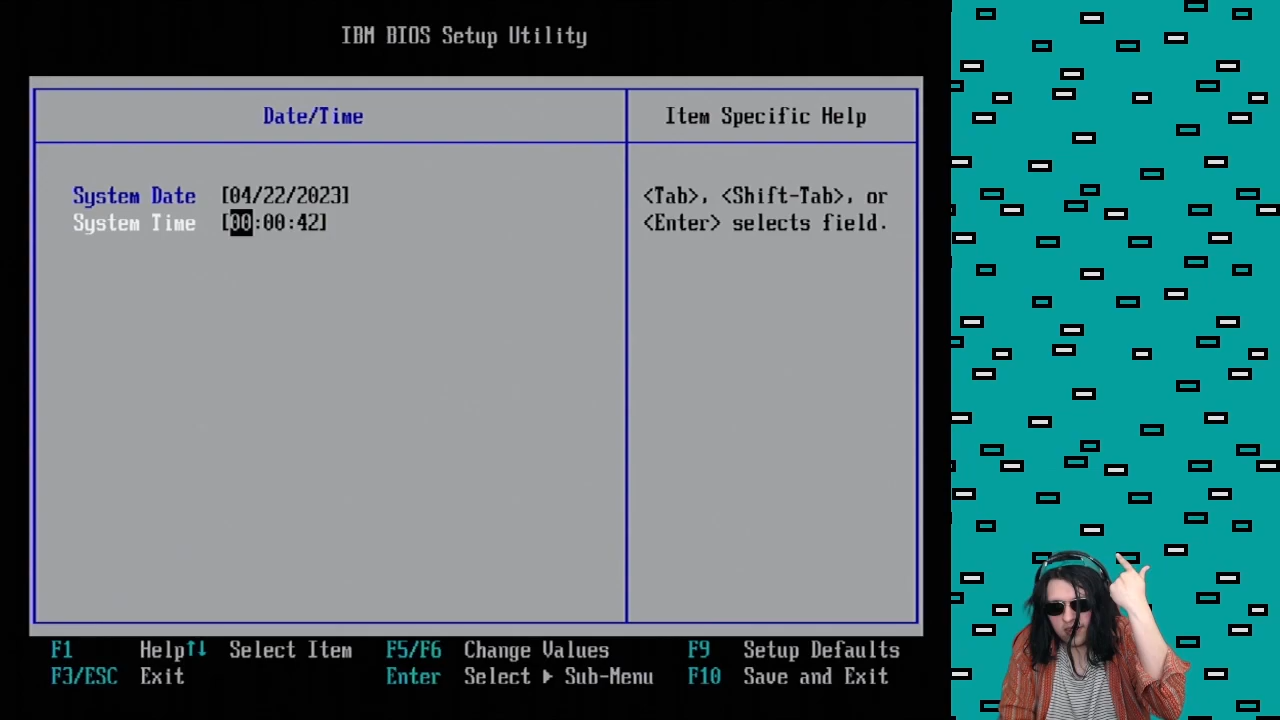 IBM BIOS Setup Utility
Date/Time
Item Specific Help
System Date [04/22/2023]
<Tab>, <Shift-Tab>, or
System Time [00:00:42]
<Enter> selects field.
F1 Help↑↓ Select Item F5/F6 Change Values F9 Setup Defaults
F3/ESC Exit Enter Select ▶ Sub-Menu F10 Save and Exit